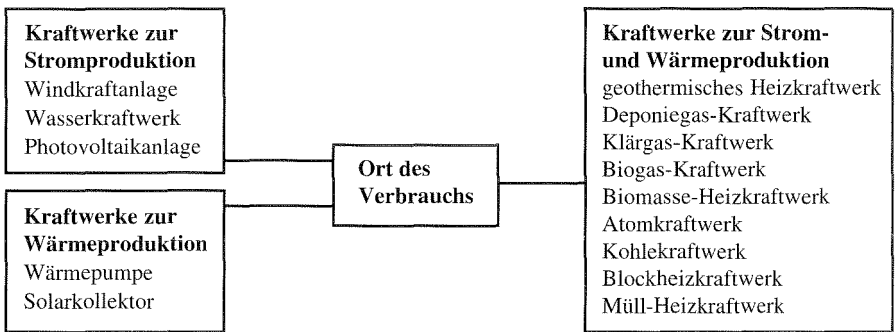 Kraftwerke zur
Stromproduktion
Windkraftanlage
Wasserkraftwerk
Photovoltaikanlage
Kraftwerke zur
Wärmeproduktion
Wärmepumpe
Solarkollektor
Ort des
Verbrauchs
Kraftwerke zur Strom-
und Wärmeproduktion
geothermisches Heizkraftwerk
Deponiegas-Kraftwerk
Klärgas-Kraftwerk
Biogas-Kraftwerk
Biomasse-Heizkraftwerk
Atomkraftwerk
Kohlekraftwerk
Blockheizkraftwerk
Müll-Heizkraftwerk